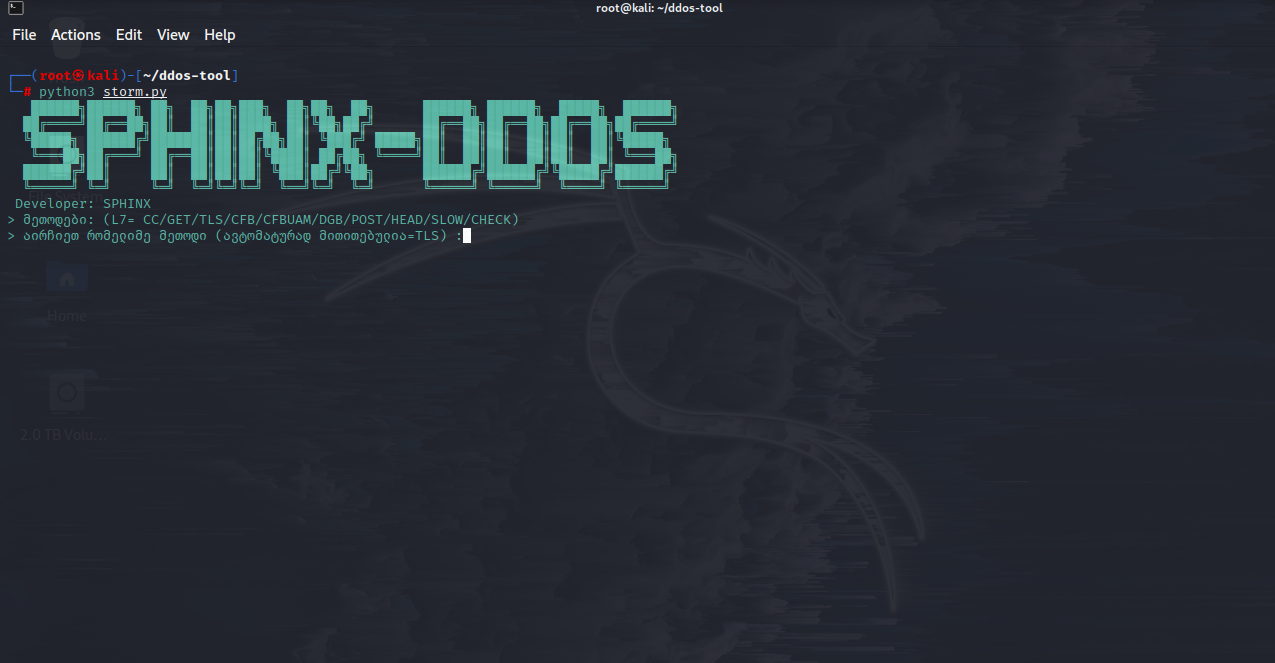 root@kali: ~/ddos-tool
File Actions Edit View Help
┌──(root㉿kali)-[~/ddos-tool]
└─# python3 storm.py
SPHINX-DDOS
Developer: SPHINX
> მეთოდები: (L7= CC/GET/TLS/CFB/CFBUAM/DGB/POST/HEAD/SLOW/CHECK)
> აირჩიეთ რომელიმე მეთოდი (ავტომატურად მითითებულია=TLS) :
Home
2.0 TB Volu...